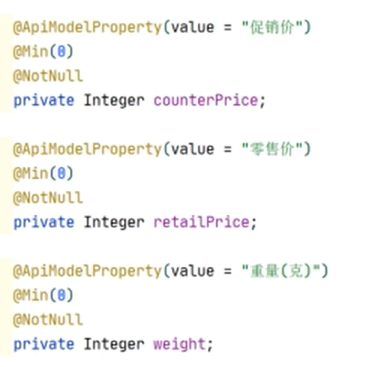 @ApiModelProperty(value = "促销价")
@Min(0)
@NotNull
private Integer counterPrice;
@ApiModelProperty(value = "零售价")
@Min(0)
@NotNull
private Integer retailPrice;
@ApiModelProperty(value = "重量(克)")
@Min(0)
@NotNull
private Integer weight;